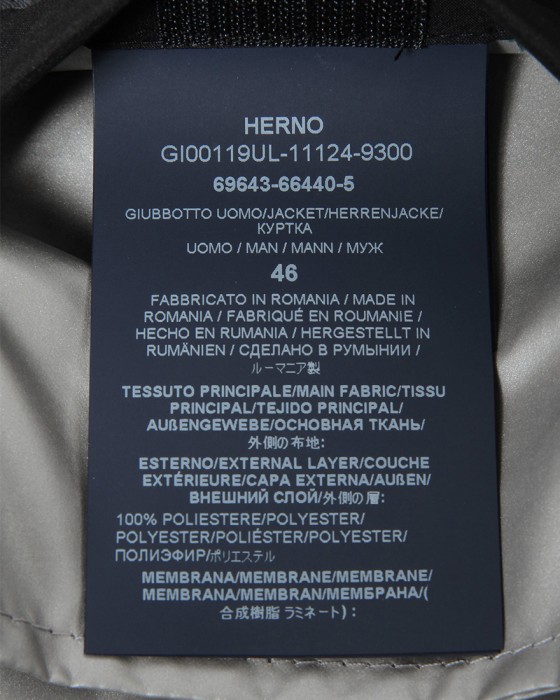 HERNO
GI00119UL-11124-9300
69643-66440-5
GIUBBOTTO UOMO/JACKET/HERRENJACKE/
КУРТКА
UOMO / MAN / MANN / МУЖ
46
FABBRICATO IN ROMANIA / MADE IN
ROMANIA / FABRIQUÉ EN ROUMANIE /
HECHO EN RUMANIA / HERGESTELLT IN
RUMÄNIEN / СДЕЛАНО В РУМЫНИИ /
ルーマニア製
TESSUTO PRINCIPALE/MAIN FABRIC/TISSU
PRINCIPAL/TEJIDO PRINCIPAL/
AUßENGEWEBE/ОСНОВНАЯ ТКАНЬ/
外側の布地:
ESTERNO/EXTERNAL LAYER/COUCHE
EXTÉRIEURE/CAPA EXTERNA/AUßEN/
ВНЕШНИЙ СЛОЙ/外側の層:
100% POLIESTERE/POLYESTER/
POLYESTER/POLIÉSTER/POLYESTER/
ПОЛИЭФИР/ポリエステル
MEMBRANA/MEMBRANE/MEMBRANE/
MEMBRANA/MEMBRAN/МЕМБРАНА/(
合成樹脂 ラミネート) :